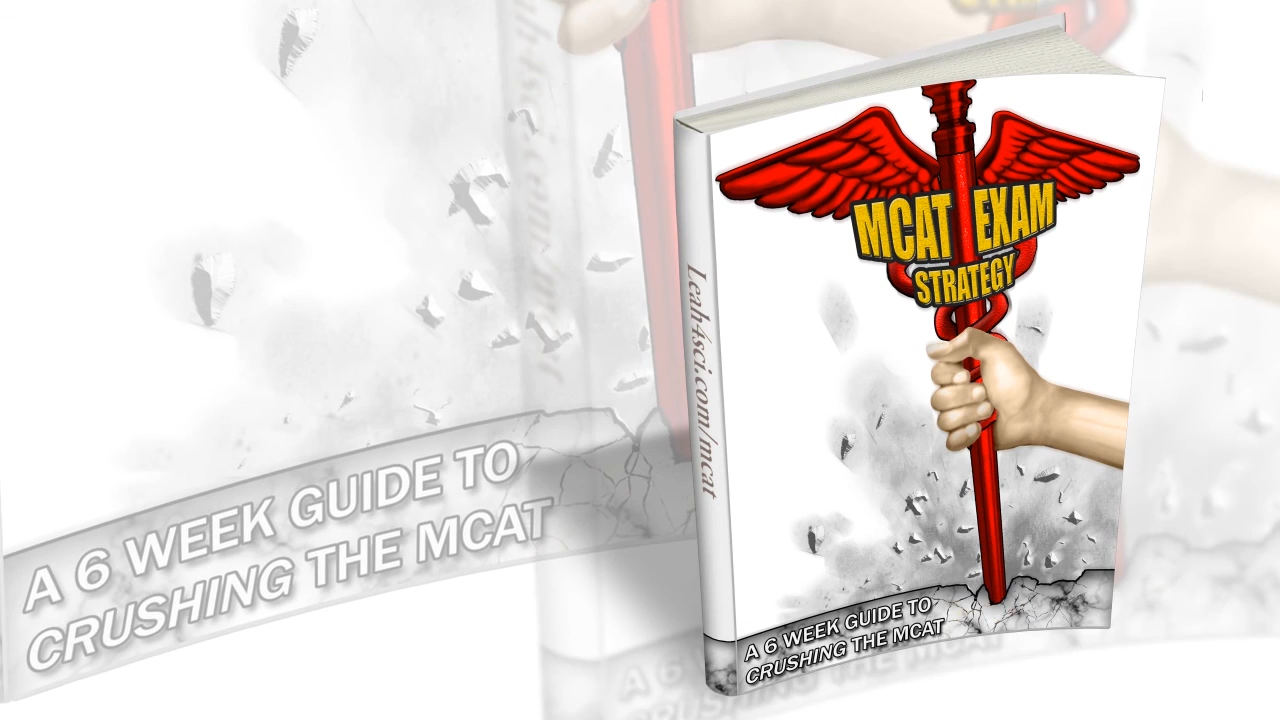 MCAT EXAM
STRATEGY
Leah4sci.com/mcat
A 6 WEEK GUIDE TO
CRUSHING THE MCAT
A 6 WEEK GUIDE TO
CRUSHING THE MCAT